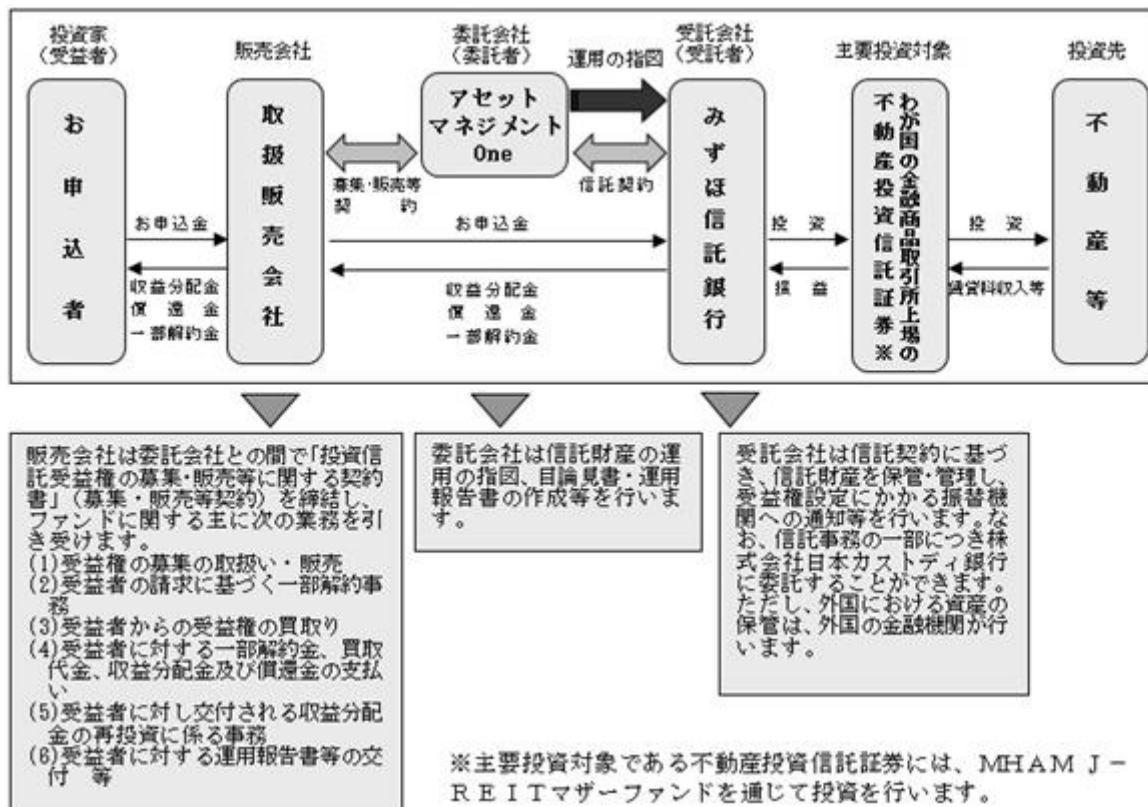 投資家
(受益者)
販売会社
委託会社
(委託者)
運用の指図
受託会社
(受託者)
主要投資対象
投資先
お申込者
取扱販売会社
アセット
マネジメント
One
みずほ信託銀行
わが国の金融商品取引所上場の
不動産投資信託証券※
不動産等
募集・販売等
契約
信託契約
お申込金
お申込金
投資
投資
収益分配金
償還金
一部解約金
収益分配金
償還金
一部解約金
損益
賃貸料収入等
販売会社は委託会社との間で「投資信
託受益権の募集・販売等に関する契約
書」(募集・販売等契約)を締結し、
ファンドに関する主に次の業務を引
き受けます。
(1)受益権の募集の取扱い・販売
(2)受益者の請求に基づく一部解約事
務
(3)受益者からの受益権の買取り
(4)受益者に対する一部解約金、買取
代金、収益分配金及び償還金の支払
い
(5)受益者に対し交付される収益分配
金の再投資に係る事務
(6)受益者に対する運用報告書等の交
付 等
委託会社は信託財産の運
用の指図、目論見書・運用
報告書の作成等を行いま
す。
受託会社は信託契約に基づ
き、信託財産を保管・管理し、
受益権設定にかかる振替機
関への通知等を行います。な
お、信託事務の一部につき株
式会社日本カストディ銀行
に委託することができます。
ただし、外国における資産の
保管は、外国の金融機関が行
います。
※主要投資対象である不動産投資信託証券には、MHAM J-
REITマザーファンドを通じて投資を行います。